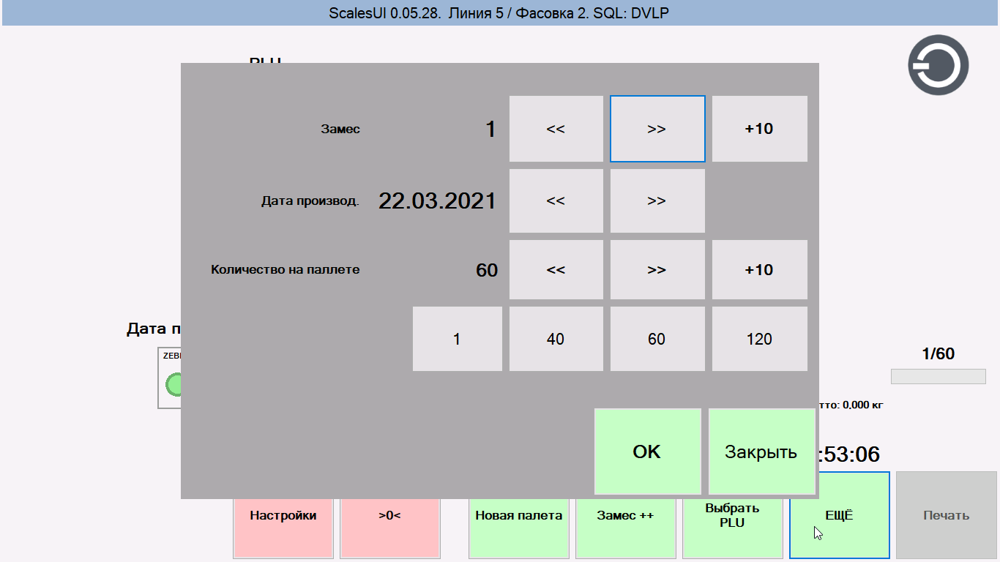 ScalesUI 0.05.28. Линия 5 / Фасовка 2. SQL: DVLP
PLU
Замес 1 << >> +10
Дата производ. 22.03.2021 << >>
Количество на паллете 60 << >> +10
1 40 60 120
Дата п
1/60
тто: 0,000 кг
OK Закрыть
:53:06
Настройки >0< Новая палета Замес ++ Выбрать PLU ЕЩЁ Печать